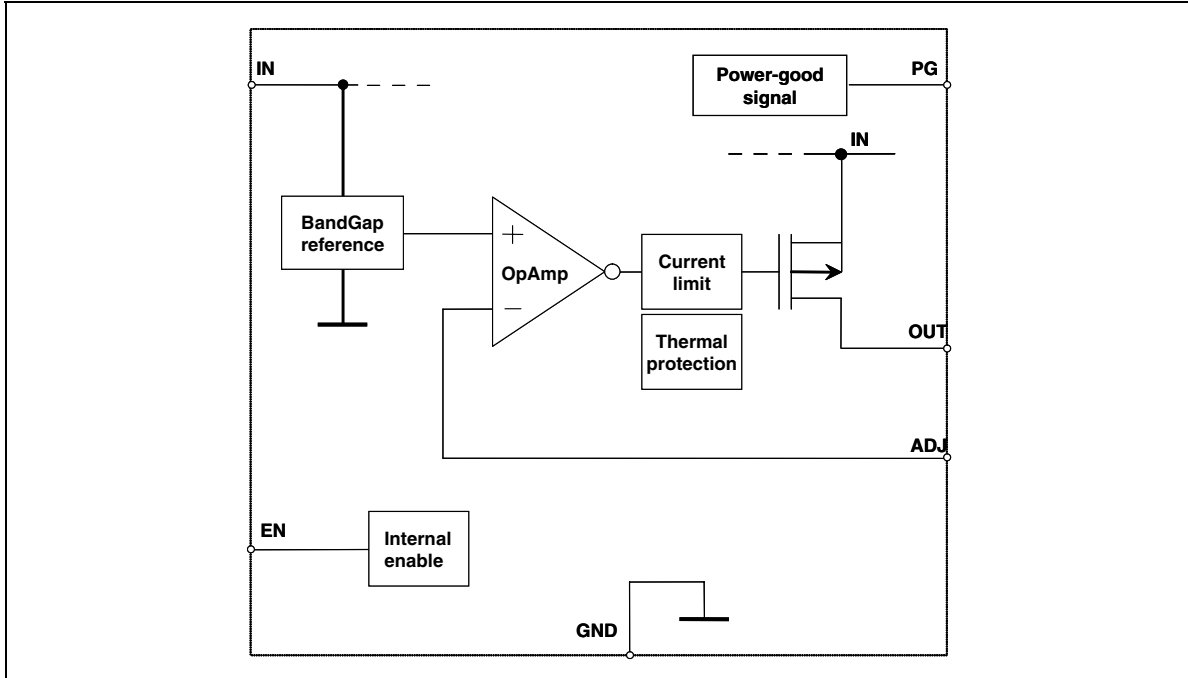 IN
Power-good
signal
PG
IN
BandGap
reference
+
OpAmp
−
Current
limit
Thermal
protection
OUT
ADJ
EN
Internal
enable
GND